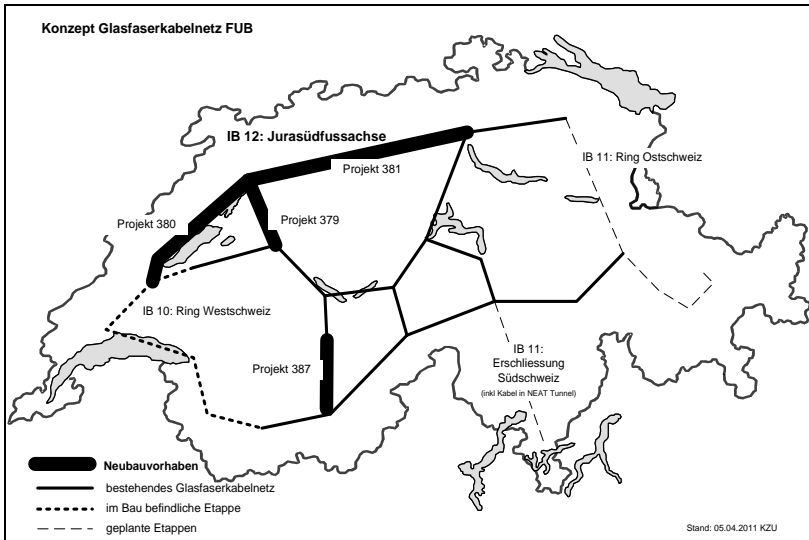 Konzept Glasfaserkabelnetz FUB
IB 12: Jurasüdfussachse
IB 11: Ring Ostschweiz
Projekt 381
Projekt 380
Projekt 379
IB 10: Ring Westschweiz
Projekt 387
IB 11:
Erschliessung
Südschweiz
(inkl Kabel in NEAT Tunnel)
Neubauvorhaben
bestehendes Glasfaserkabelnetz
im Bau befindliche Etappe
geplante Etappen
Stand: 05.04.2011 KZU